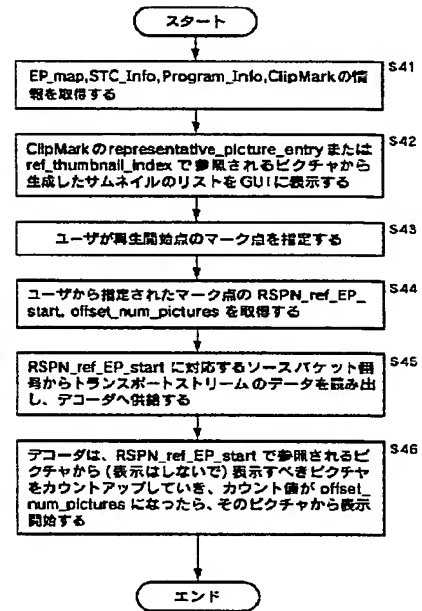 スタート
S41
EP_map,STC_Info,Program_Info,ClipMarkの情
報を取得する
S42
ClipMarkのrepresentative_picture_entryまたは
ref_thumbnail_indexで参照されるピクチャから
生成したサムネイルのリストをGUIに表示する
S43
ユーザが再生開始点のマーク点を指定する
S44
ユーザから指定されたマーク点のRSPN_ref_EP_
start, offset_num_picturesを取得する
S45
RSPN_ref_EP_startに対応するソースパケット番
号からトランスポートストリームのデータを読み出
し、デコーダへ供給する
S46
デコーダは、RSPN_ref_EP_startで参照されるピ
クチャから(表示はしないで)表示すべきピクチャ
をカウントアップしていき、カウント値がoffset_
num_picturesになったら、そのピクチャから表示
開始する
エンド